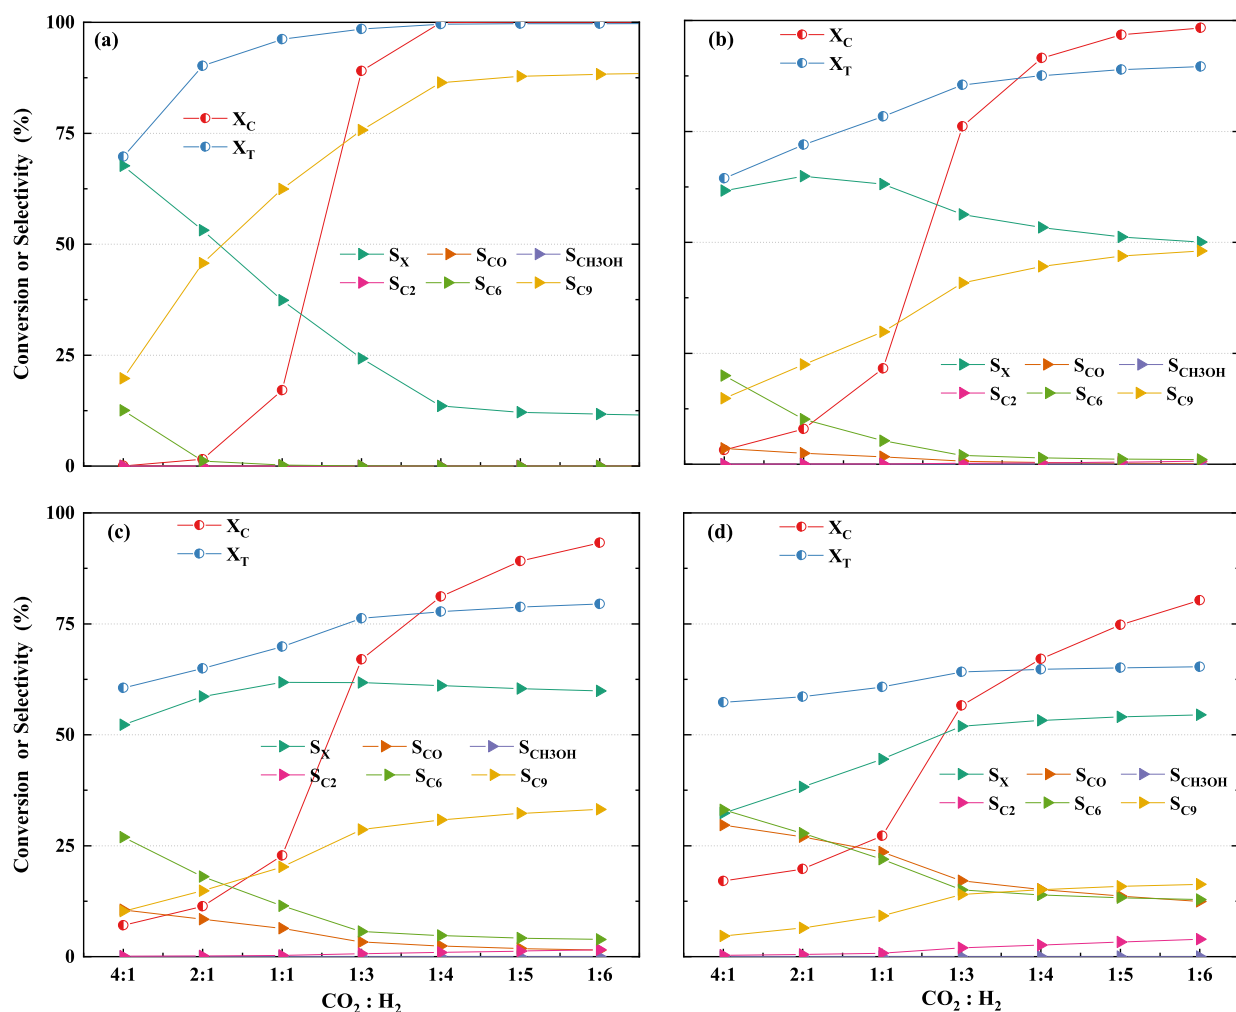 (a)
100
75
50
25
0
Conversion or Selectivity (%)
X_C
X_T
S_X S_CO S_CH3OH
S_C2 S_C6 S_C9
(b)
X_C
X_T
S_X S_CO S_CH3OH
S_C2 S_C6 S_C9
(c)
100
75
50
25
0
Conversion or Selectivity (%)
X_C
X_T
S_X S_CO S_CH3OH
S_C2 S_C6 S_C9
4:1 2:1 1:1 1:3 1:4 1:5 1:6
CO₂ : H₂
(d)
X_C
X_T
S_X S_CO S_CH3OH
S_C2 S_C6 S_C9
4:1 2:1 1:1 1:3 1:4 1:5 1:6
CO₂ : H₂